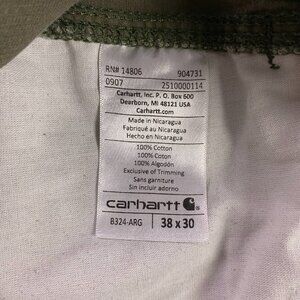 RN# 14806 904731
0907 2510000114
Carhartt, Inc. P. O. Box 600
Dearborn, MI 48121 USA
Carhartt.com
Made in Nicaragua
Fabriqué au Nicaragua
Hecho en Nicaragua
100% Cotton
100% Coton
100% Algodón
Exclusive of Trimming
Sans garniture
Sin incluir adornos
carhartt
B324-ARG 38 x 30